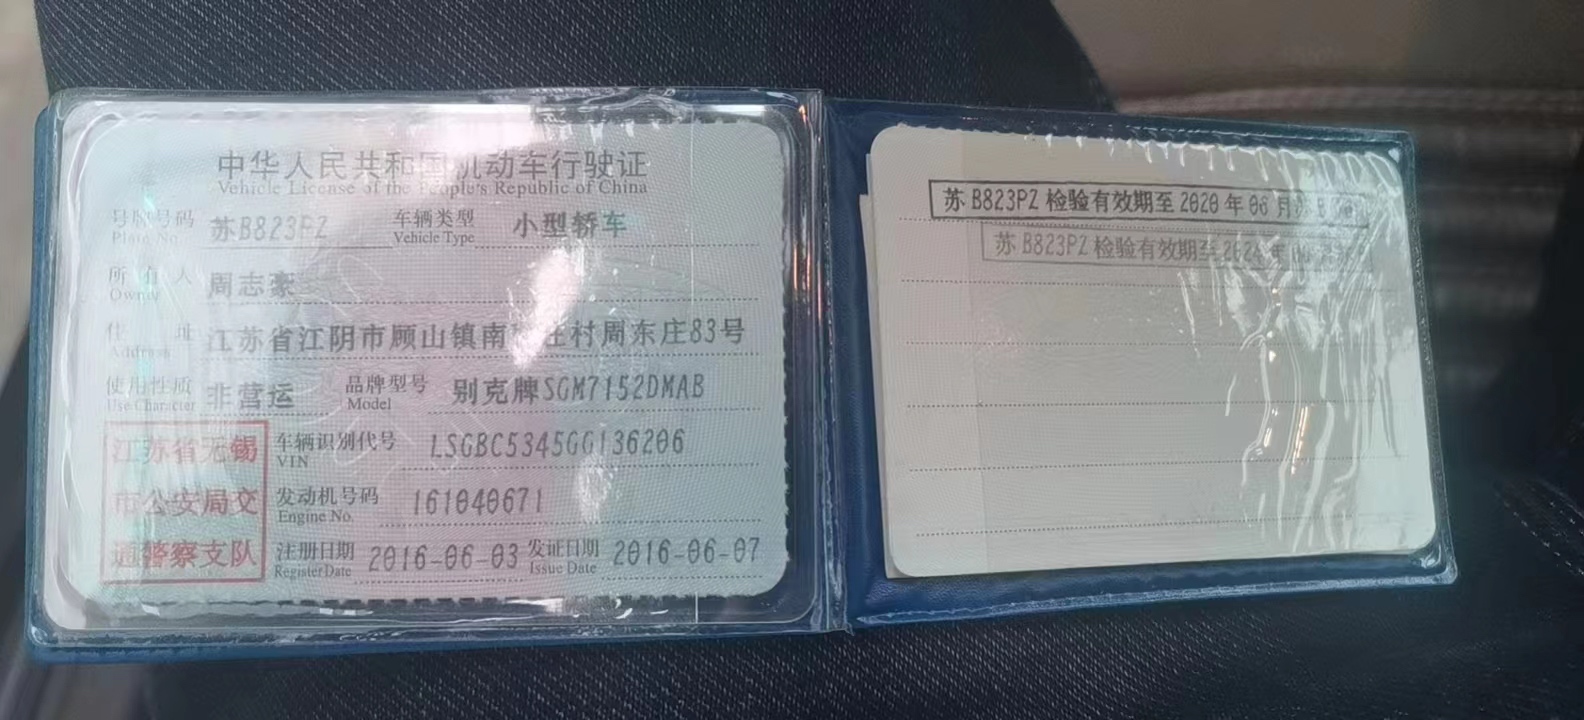 中华人民共和国机动车行驶证
Vehicle License of the People's Republic of China
号牌号码 苏B823PZ 车辆类型 小型轿车
Plate No. Vehicle Type
所有人 周志豪
Owner
住址 江苏省江阴市顾山镇南 村周东庄83号
Address
使用性质 非营运 品牌型号 别克牌SGM7152DMAB
Use Character Model
江苏省无锡
市公安局交
通警察支队
车辆识别代号 LSGBC5345GG136206
VIN
发动机号码 161040671
Engine No.
注册日期 2016-06-03 发证日期 2016-06-07
Register Date Issue Date
苏B823PZ 检验有效期至 2020 年 06 月
苏B823PZ 检验有效期至 年